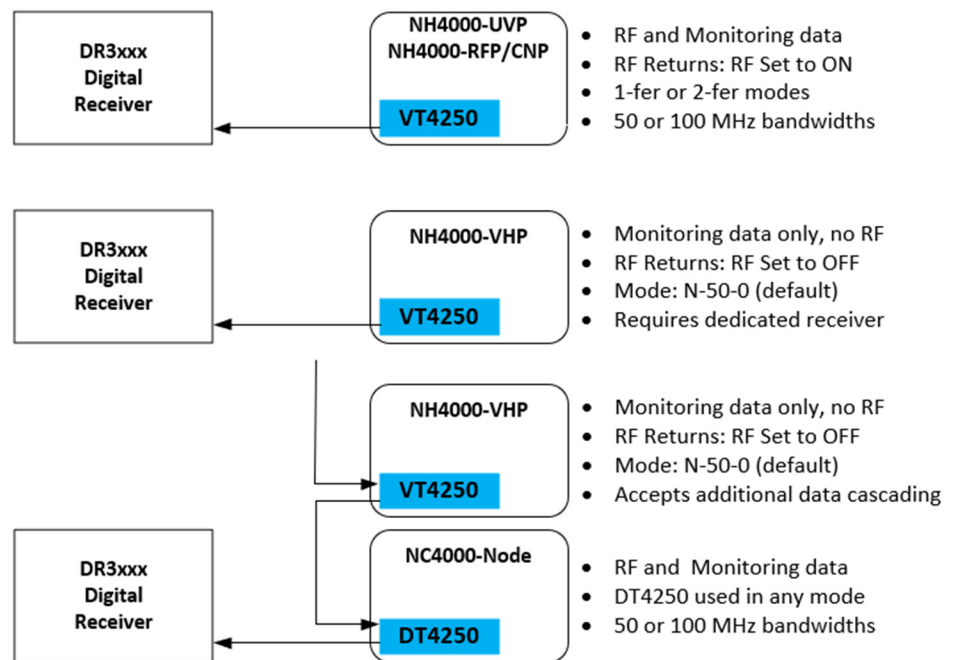 DR3xxx
Digital
Receiver
NH4000-UVP
NH4000-RFP/CNP
VT4250
• RF and Monitoring data
• RF Returns: RF Set to ON
• 1-fer or 2-fer modes
• 50 or 100 MHz bandwidths
DR3xxx
Digital
Receiver
NH4000-VHP
VT4250
• Monitoring data only, no RF
• RF Returns: RF Set to OFF
• Mode: N-50-0 (default)
• Requires dedicated receiver
NH4000-VHP
VT4250
• Monitoring data only, no RF
• RF Returns: RF Set to OFF
• Mode: N-50-0 (default)
• Accepts additional data cascading
DR3xxx
Digital
Receiver
NC4000-Node
DT4250
• RF and Monitoring data
• DT4250 used in any mode
• 50 or 100 MHz bandwidths